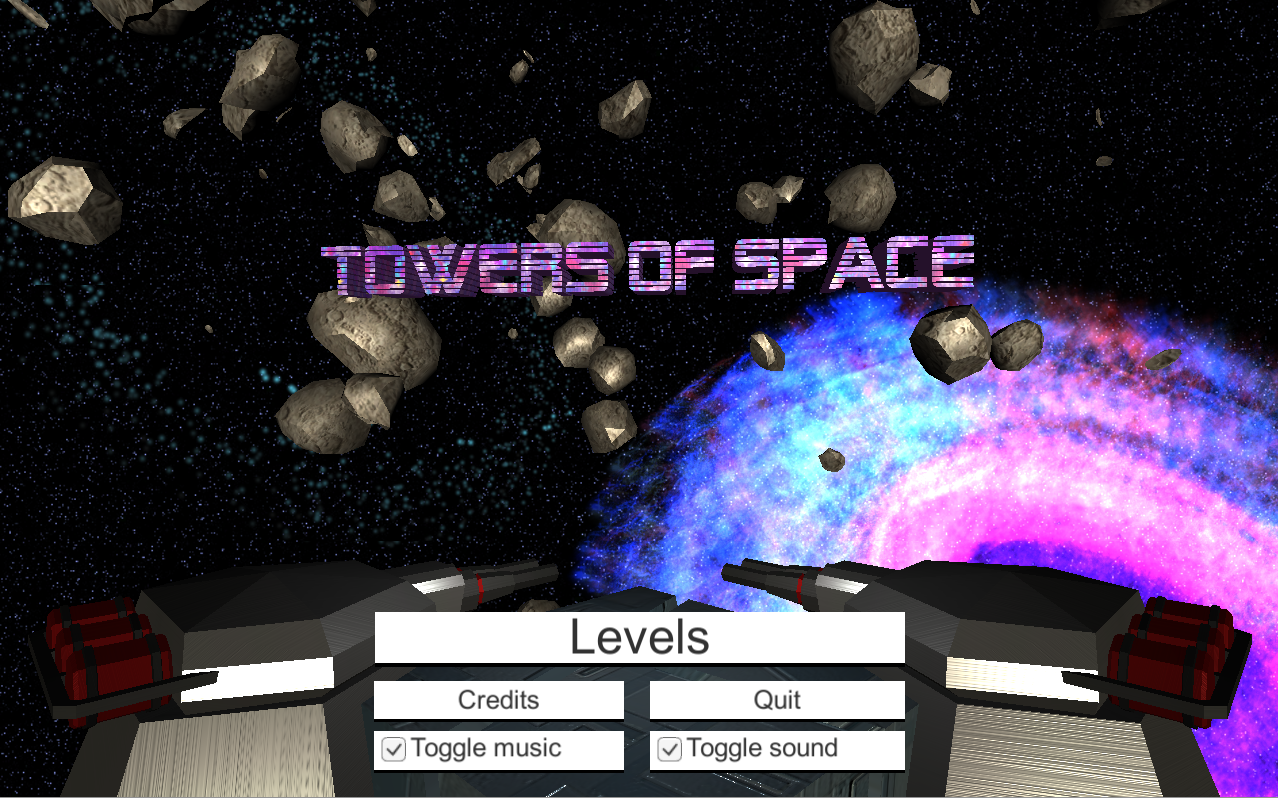 TOWERS OF SPACE
Levels
Credits
Quit
Toggle music
Toggle sound